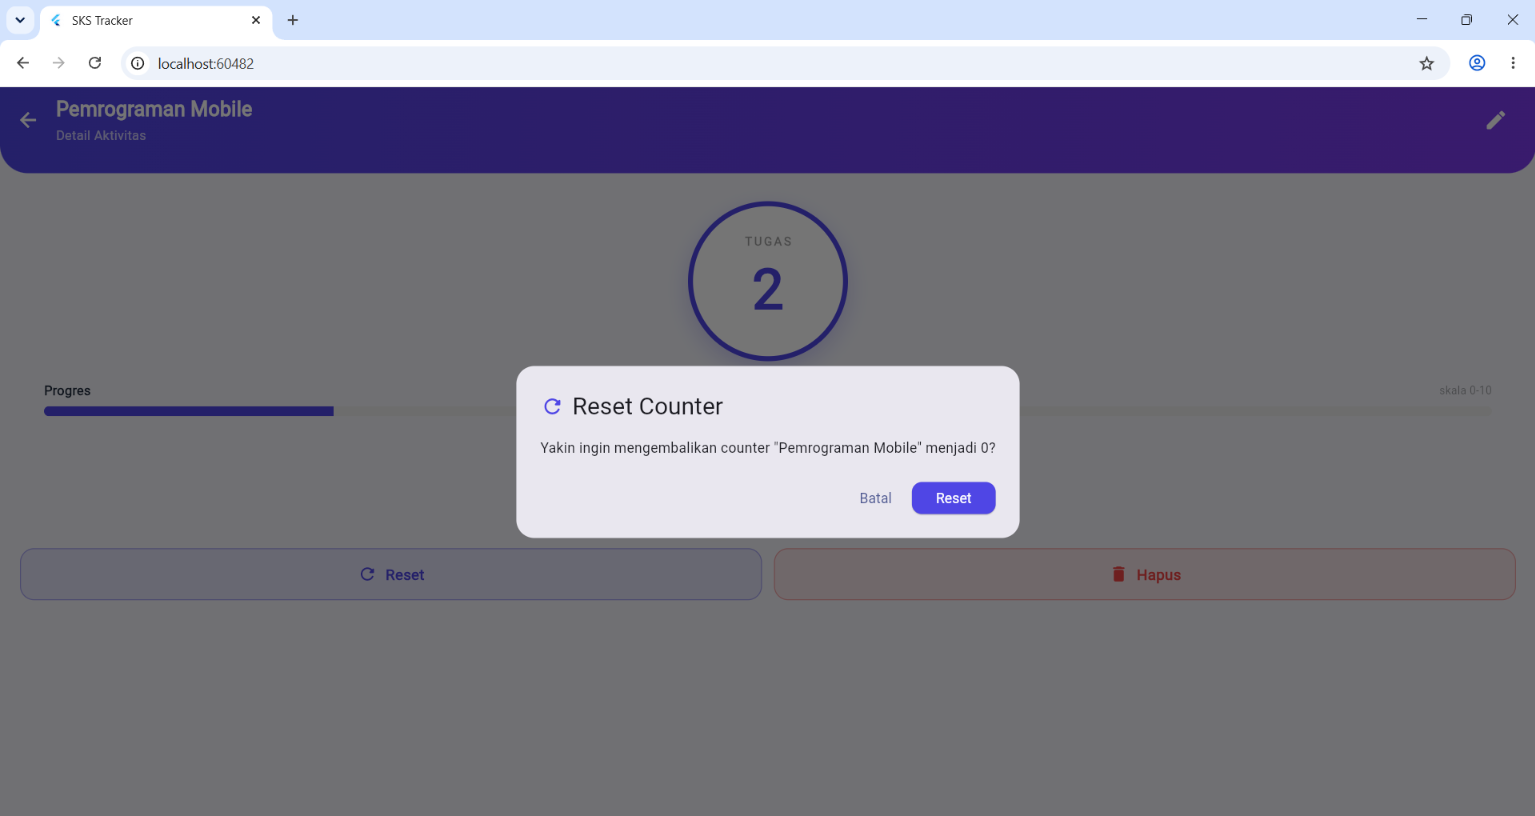 SKS Tracker
localhost:60482
Pemrograman Mobile
Detail Aktivitas
TUGAS
2
Progres
skala 0-10
Reset Counter
Yakin ingin mengembalikan counter "Pemrograman Mobile" menjadi 0?
Batal
Reset
Reset
Hapus